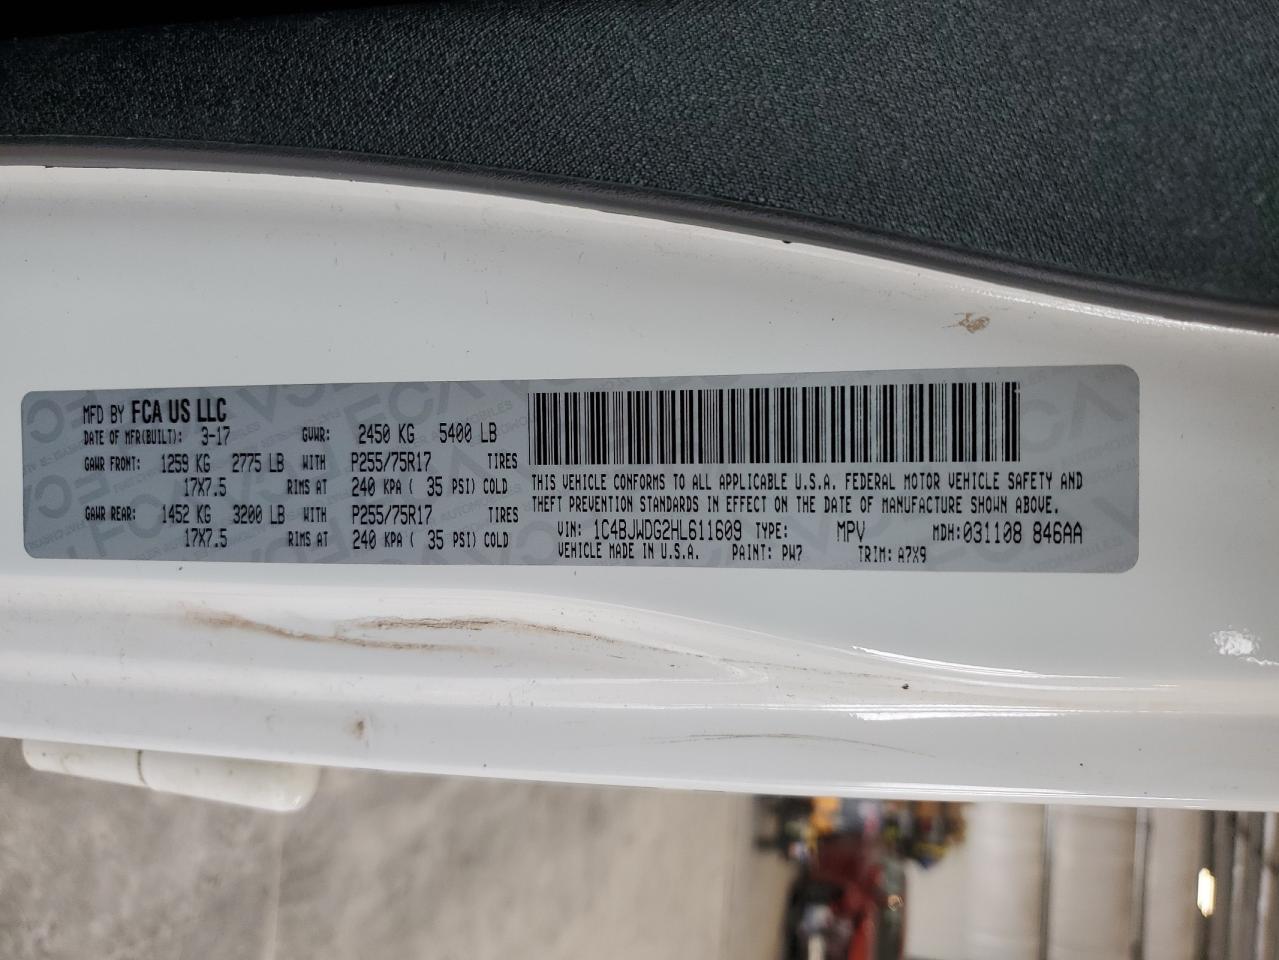 MFD BY FCA US LLC
DATE OF MFR(BUILT): 3-17 GVWR: 2450 KG 5400 LB
GAWR FRONT: 1259 KG 2775 LB WITH P255/75R17 TIRES
17X7.5 RIMS AT 240 KPA ( 35 PSI) COLD
GAWR REAR: 1452 KG 3200 LB WITH P255/75R17 TIRES
17X7.5 RIMS AT 240 KPA ( 35 PSI) COLD
THIS VEHICLE CONFORMS TO ALL APPLICABLE U.S.A. FEDERAL MOTOR VEHICLE SAFETY AND
THEFT PREVENTION STANDARDS IN EFFECT ON THE DATE OF MANUFACTURE SHOWN ABOVE.
VIN: 1C4BJWDG2HL611609 TYPE: MPV MDH:031108 846AA
VEHICLE MADE IN U.S.A. PAINT: PW7 TRIM: A7X9